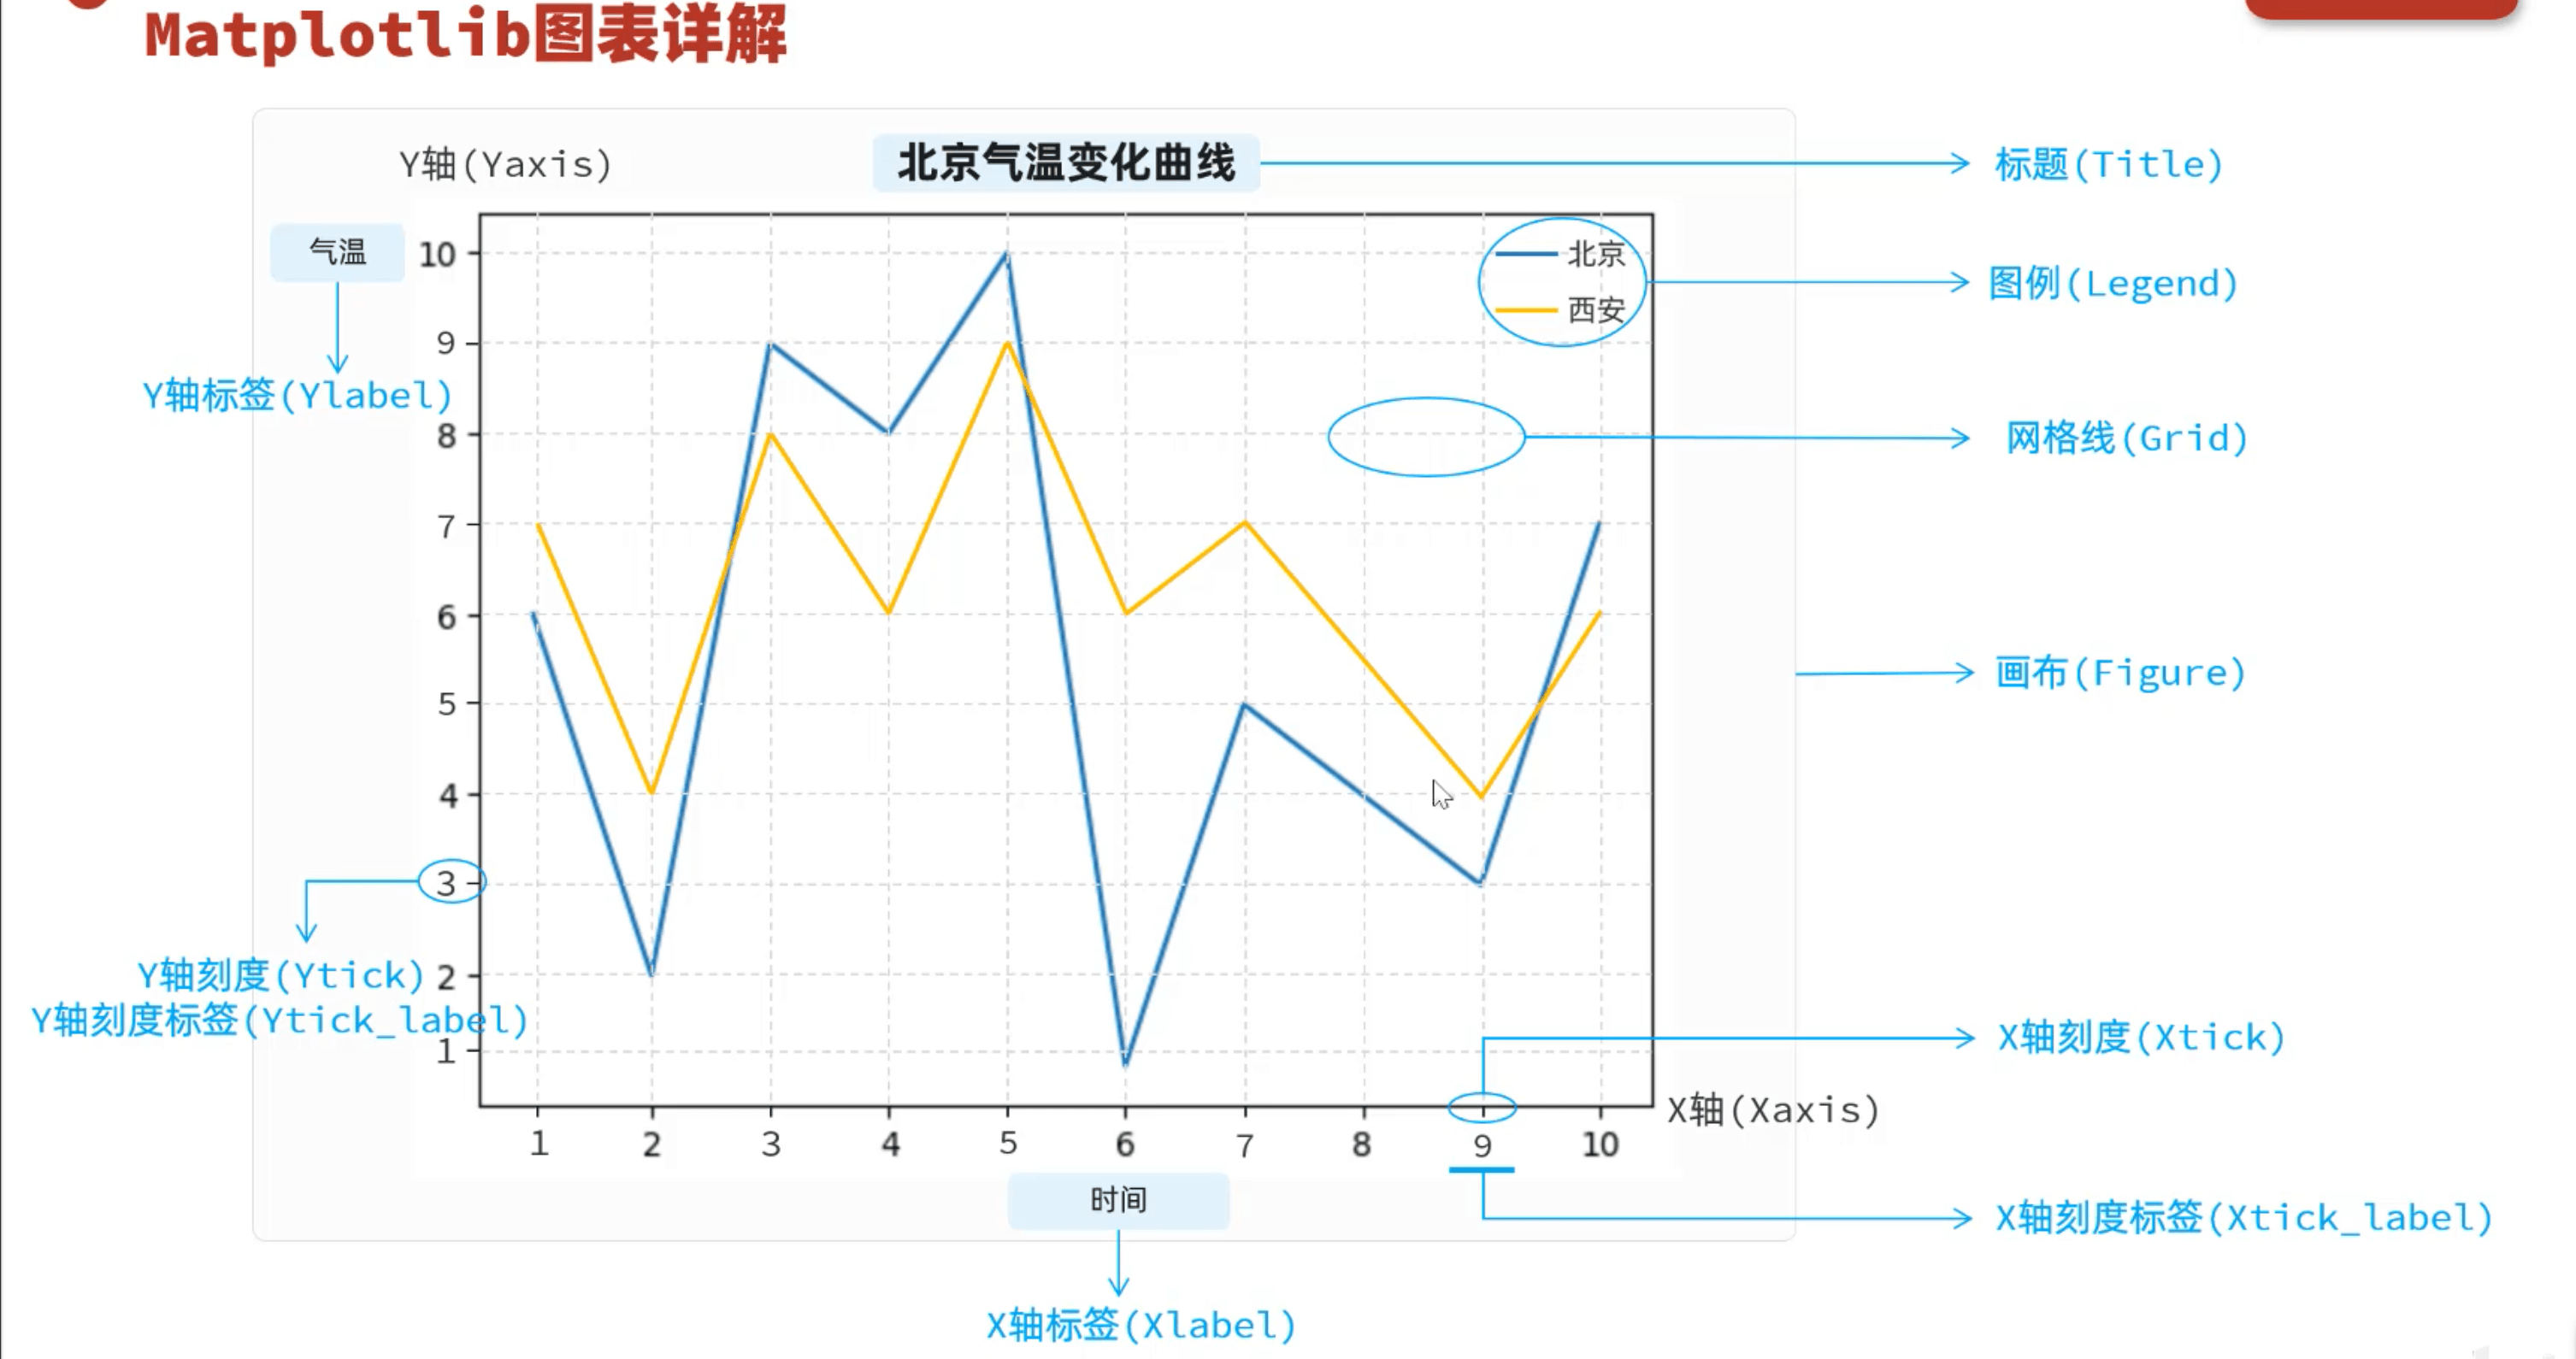 Matplotlib图表详解
Y轴(Yaxis)
北京气温变化曲线
标题(Title)
气温
北京
西安
图例(Legend)
Y轴标签(Ylabel)
网格线(Grid)
画布(Figure)
10
9
8
7
6
5
4
3
2
1
Y轴刻度(Ytick)
Y轴刻度标签(Ytick_label)
X轴刻度(Xtick)
X轴(Xaxis)
1 2 3 4 5 6 7 8 9 10
时间
X轴刻度标签(Xtick_label)
X轴标签(Xlabel)